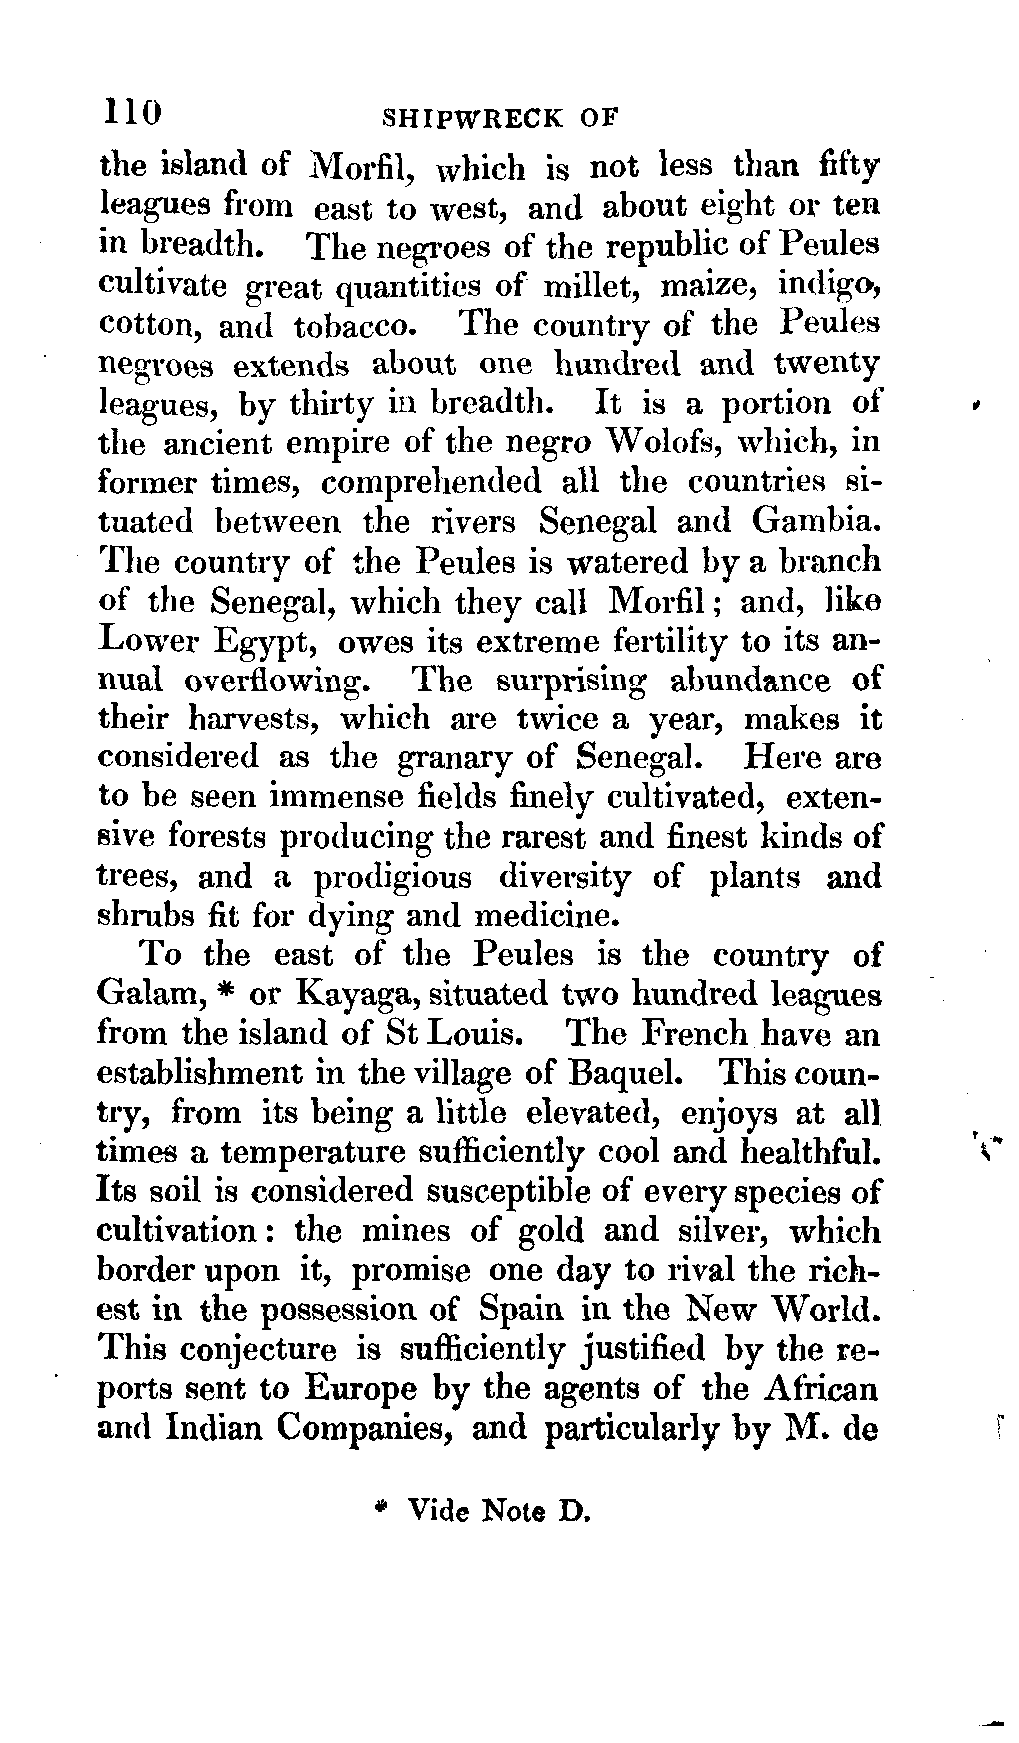 110 SHIPWRECK OF
the island of Morfil, which is not less than fifty
leagues from east to west, and about eight or ten
in breadth. The negroes of the republic of Peules
cultivate great quantities of millet, maize, indigo,
cotton, and tobacco. The country of the Peules
negroes extends about one hundred and twenty
leagues, by thirty in breadth. It is a portion of
the ancient empire of the negro Wolofs, which, in
former times, comprehended all the countries si-
tuated between the rivers Senegal and Gambia.
The country of the Peules is watered by a branch
of the Senegal, which they call Morfil; and, like
Lower Egypt, owes its extreme fertility to its an-
nual overflowing. The surprising abundance of
their harvests, which are twice a year, makes it
considered as the granary of Senegal. Here are
to be seen immense fields finely cultivated, exten-
sive forests producing the rarest and finest kinds of
trees, and a prodigious diversity of plants and
shrubs fit for dying and medicine.
To the east of the Peules is the country of
Galam, * or Kayaga, situated two hundred leagues
from the island of St Louis. The French have an
establishment in the village of Baquel. This coun-
try, from its being a little elevated, enjoys at all
times a temperature sufficiently cool and healthful.
Its soil is considered susceptible of every species of
cultivation: the mines of gold and silver, which
border upon it, promise one day to rival the rich-
est in the possession of Spain in the New World.
This conjecture is sufficiently justified by the re-
ports sent to Europe by the agents of the African
and Indian Companies, and particularly by M. de
* Vide Note D.